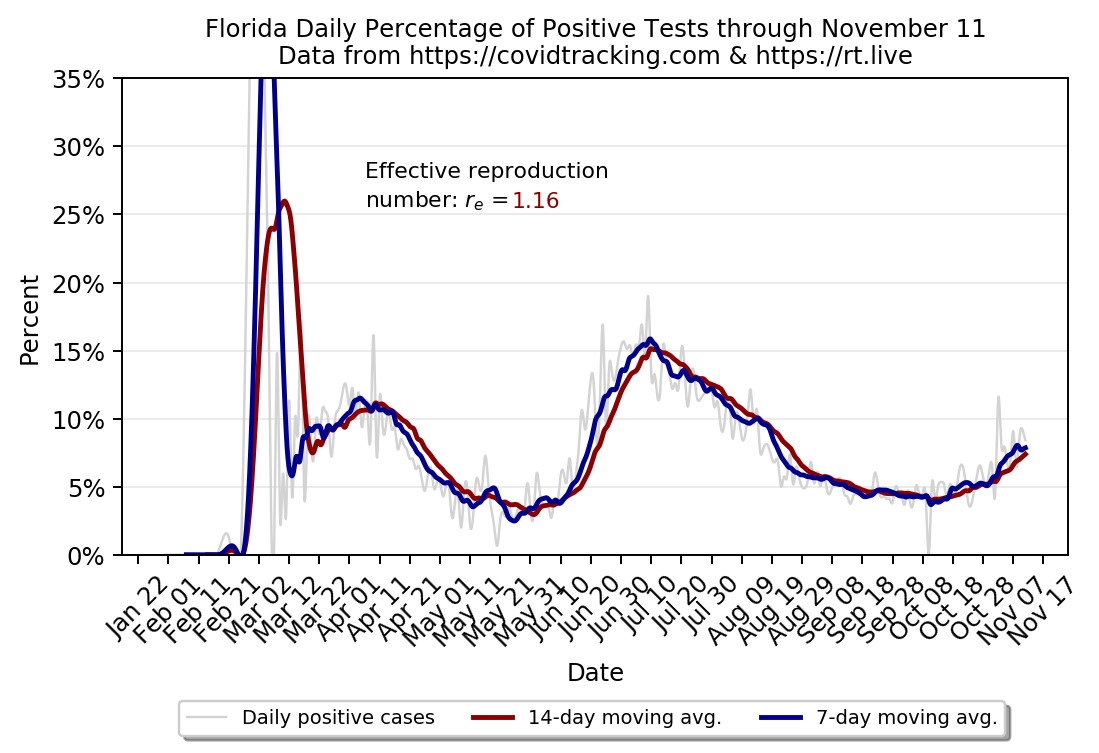 Florida Daily Percentage of Positive Tests through November 11
Data from https://covidtracking.com & https://rt.live
35%
30%
25%
20%
15%
10%
5%
0%
Percent
Effective reproduction
number: rₑ = 1.16
Jan 22
Feb 01
Feb 11
Feb 21
Mar 02
Mar 12
Mar 22
Apr 01
Apr 11
Apr 21
May 01
May 11
May 21
May 31
Jun 10
Jun 20
Jun 30
Jul 10
Jul 20
Jul 30
Aug 09
Aug 19
Aug 29
Sep 08
Sep 18
Sep 28
Oct 08
Oct 18
Oct 28
Nov 07
Nov 17
Date
Daily positive cases
14-day moving avg.
7-day moving avg.